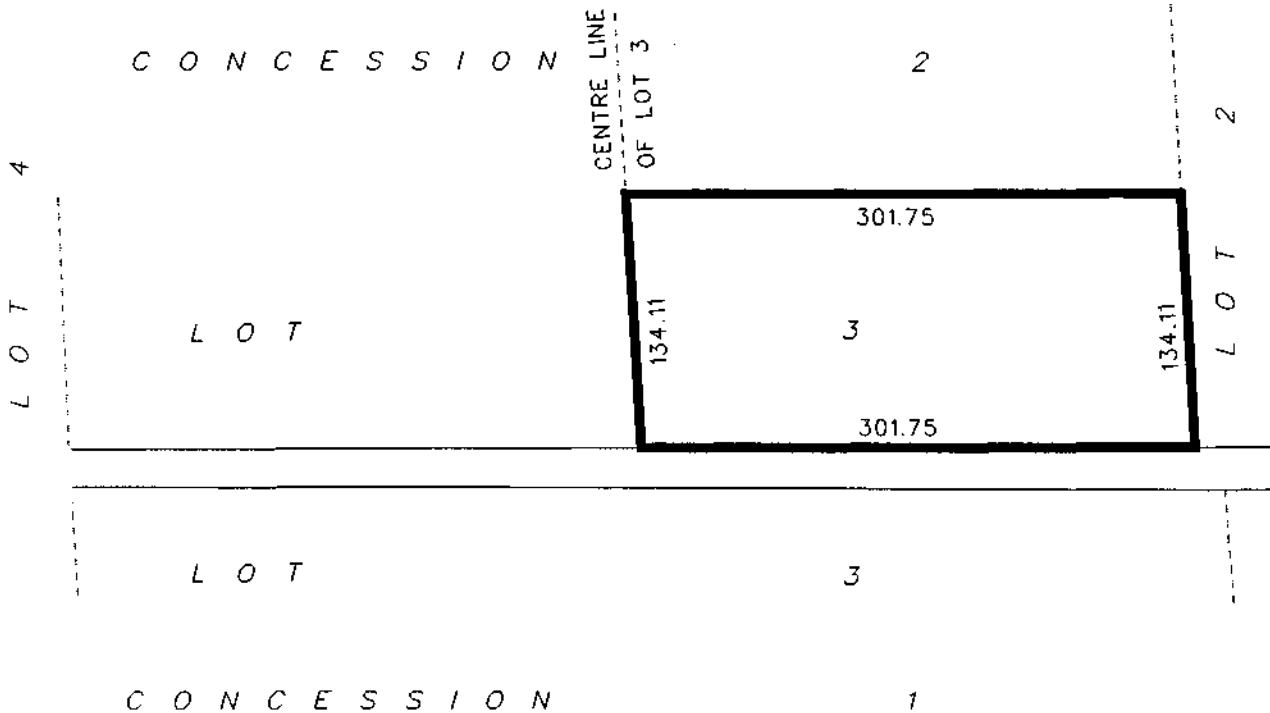 CONCESSION 2
CENTRE LINE
OF LOT 3
LOT 4
LOT 2
301.75
LOT 3
134.11
134.11
301.75
LOT 3
CONCESSION 1